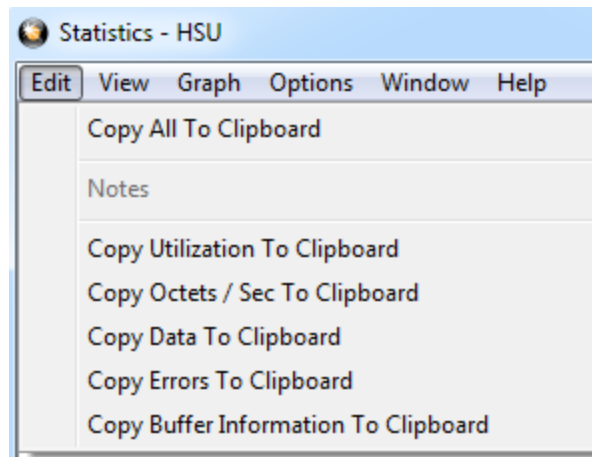 Statistics - HSU
Edit View Graph Options Window Help
Copy All To Clipboard
Notes
Copy Utilization To Clipboard
Copy Octets / Sec To Clipboard
Copy Data To Clipboard
Copy Errors To Clipboard
Copy Buffer Information To Clipboard